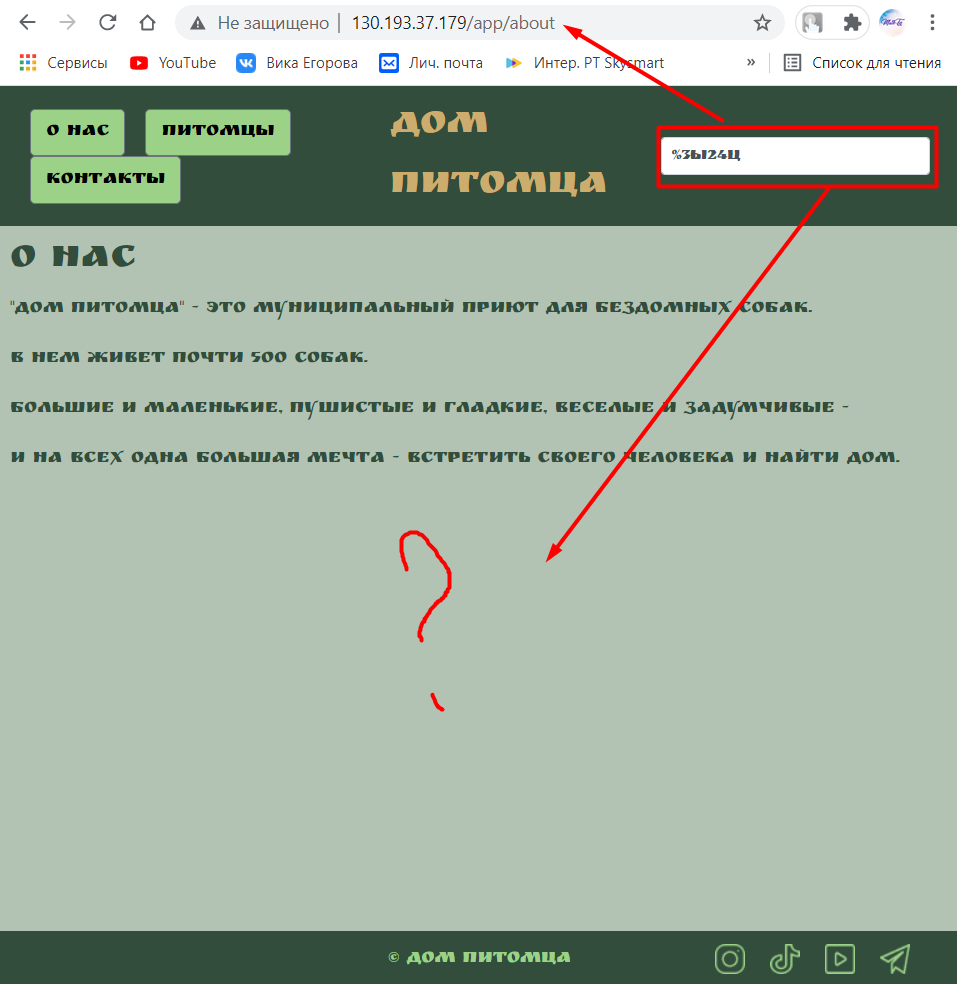 Не защищено | 130.193.37.179/app/about
Сервисы YouTube Вика Егорова Лич. почта Интер. РТ Skysmart » Список для чтения
о нас питомцы
контакты
дом
питомца
%зы24ц
о нас
"дом питомца" - это муниципальный приют для бездомных собак.
в нем живет почти 500 собак.
большие и маленькие, пушистые и гладкие, веселые и задумчивые -
и на всех одна большая мечта - встретить своего человека и найти дом.
?
© дом питомца